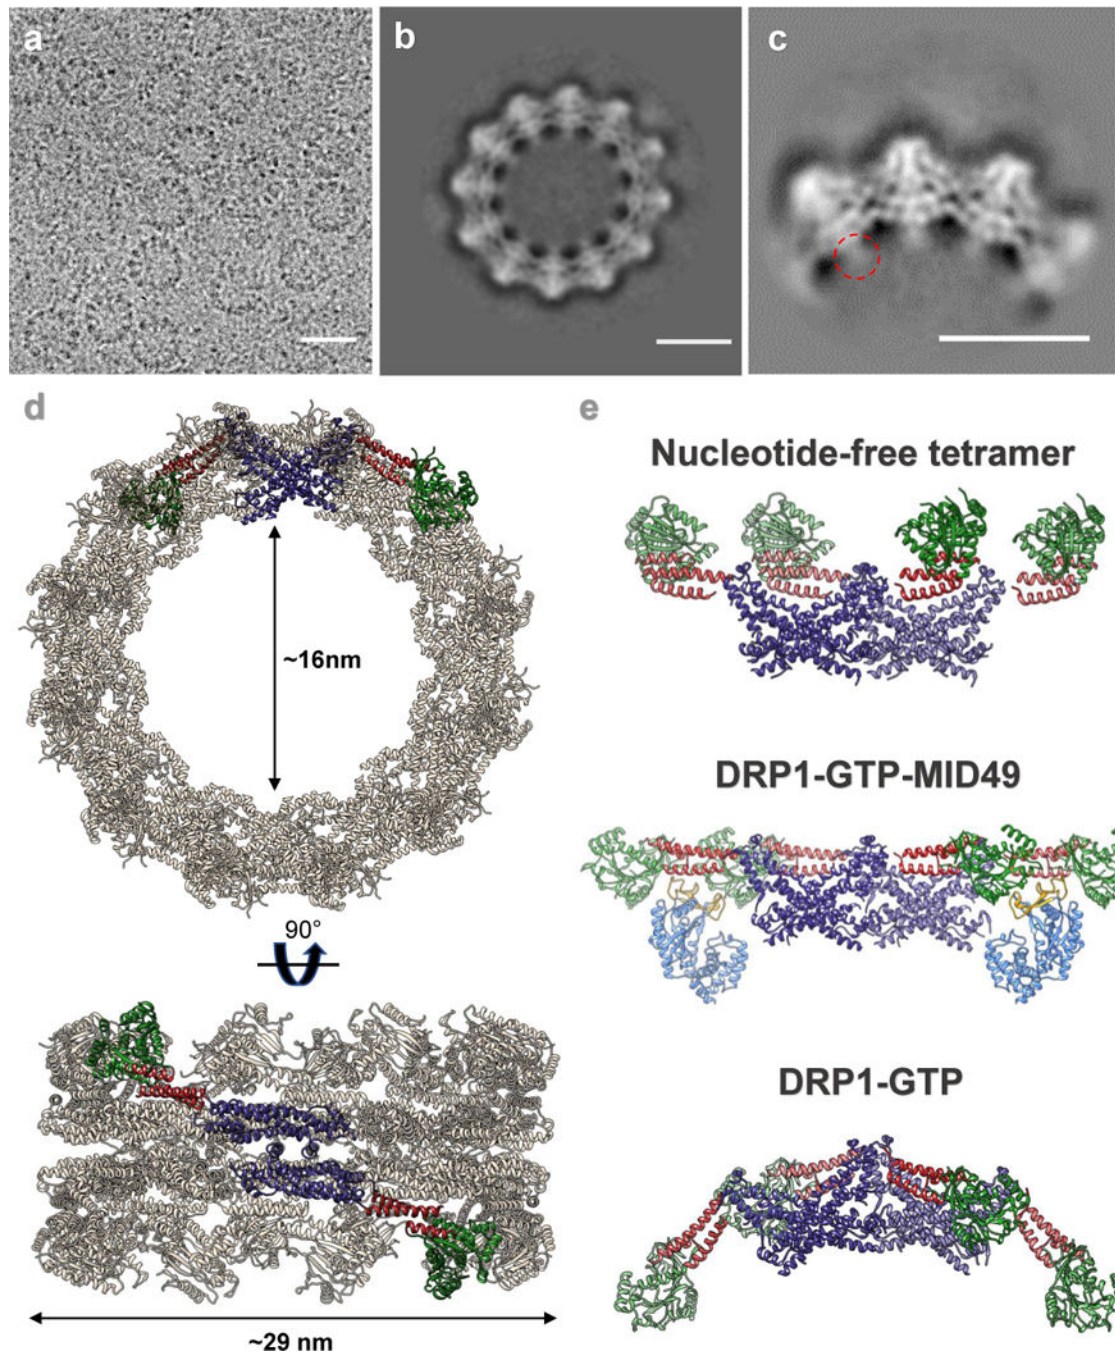 a
b
c
d
e
Nucleotide-free tetramer
~16nm
DRP1-GTP-MID49
90°
DRP1-GTP
~29 nm